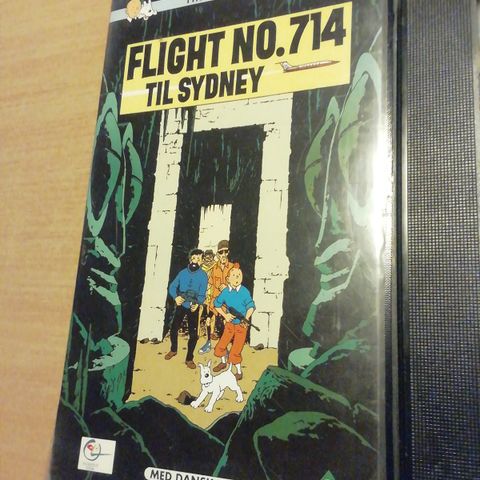 FLIGHT NO.714
TIL SYDNEY
MED DANSK